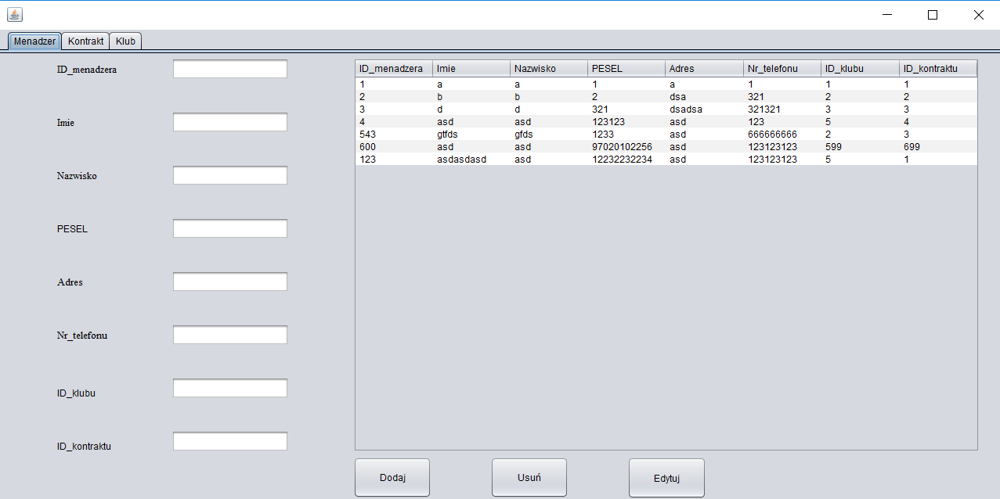 Menadzer Kontrakt Klub
ID_menadzera
Imie
Nazwisko
PESEL
Adres
Nr_telefonu
ID_klubu
ID_kontraktu
ID_menadzera Imie Nazwisko PESEL Adres Nr_telefonu ID_klubu ID_kontraktu
1 a a 1 a 1 1 1
2 b b 2 dsa 321 2 2
3 d d 321 dsadsa 321321 3 3
4 asd asd 123123 asd 123 5 4
543 gtfds gfds 1233 asd 666666666 2 3
600 asd asd 97020102256 asd 123123123 599 699
123 asdasdasd asd 12232232234 asd 123123123 5 1
Dodaj Usuń Edytuj